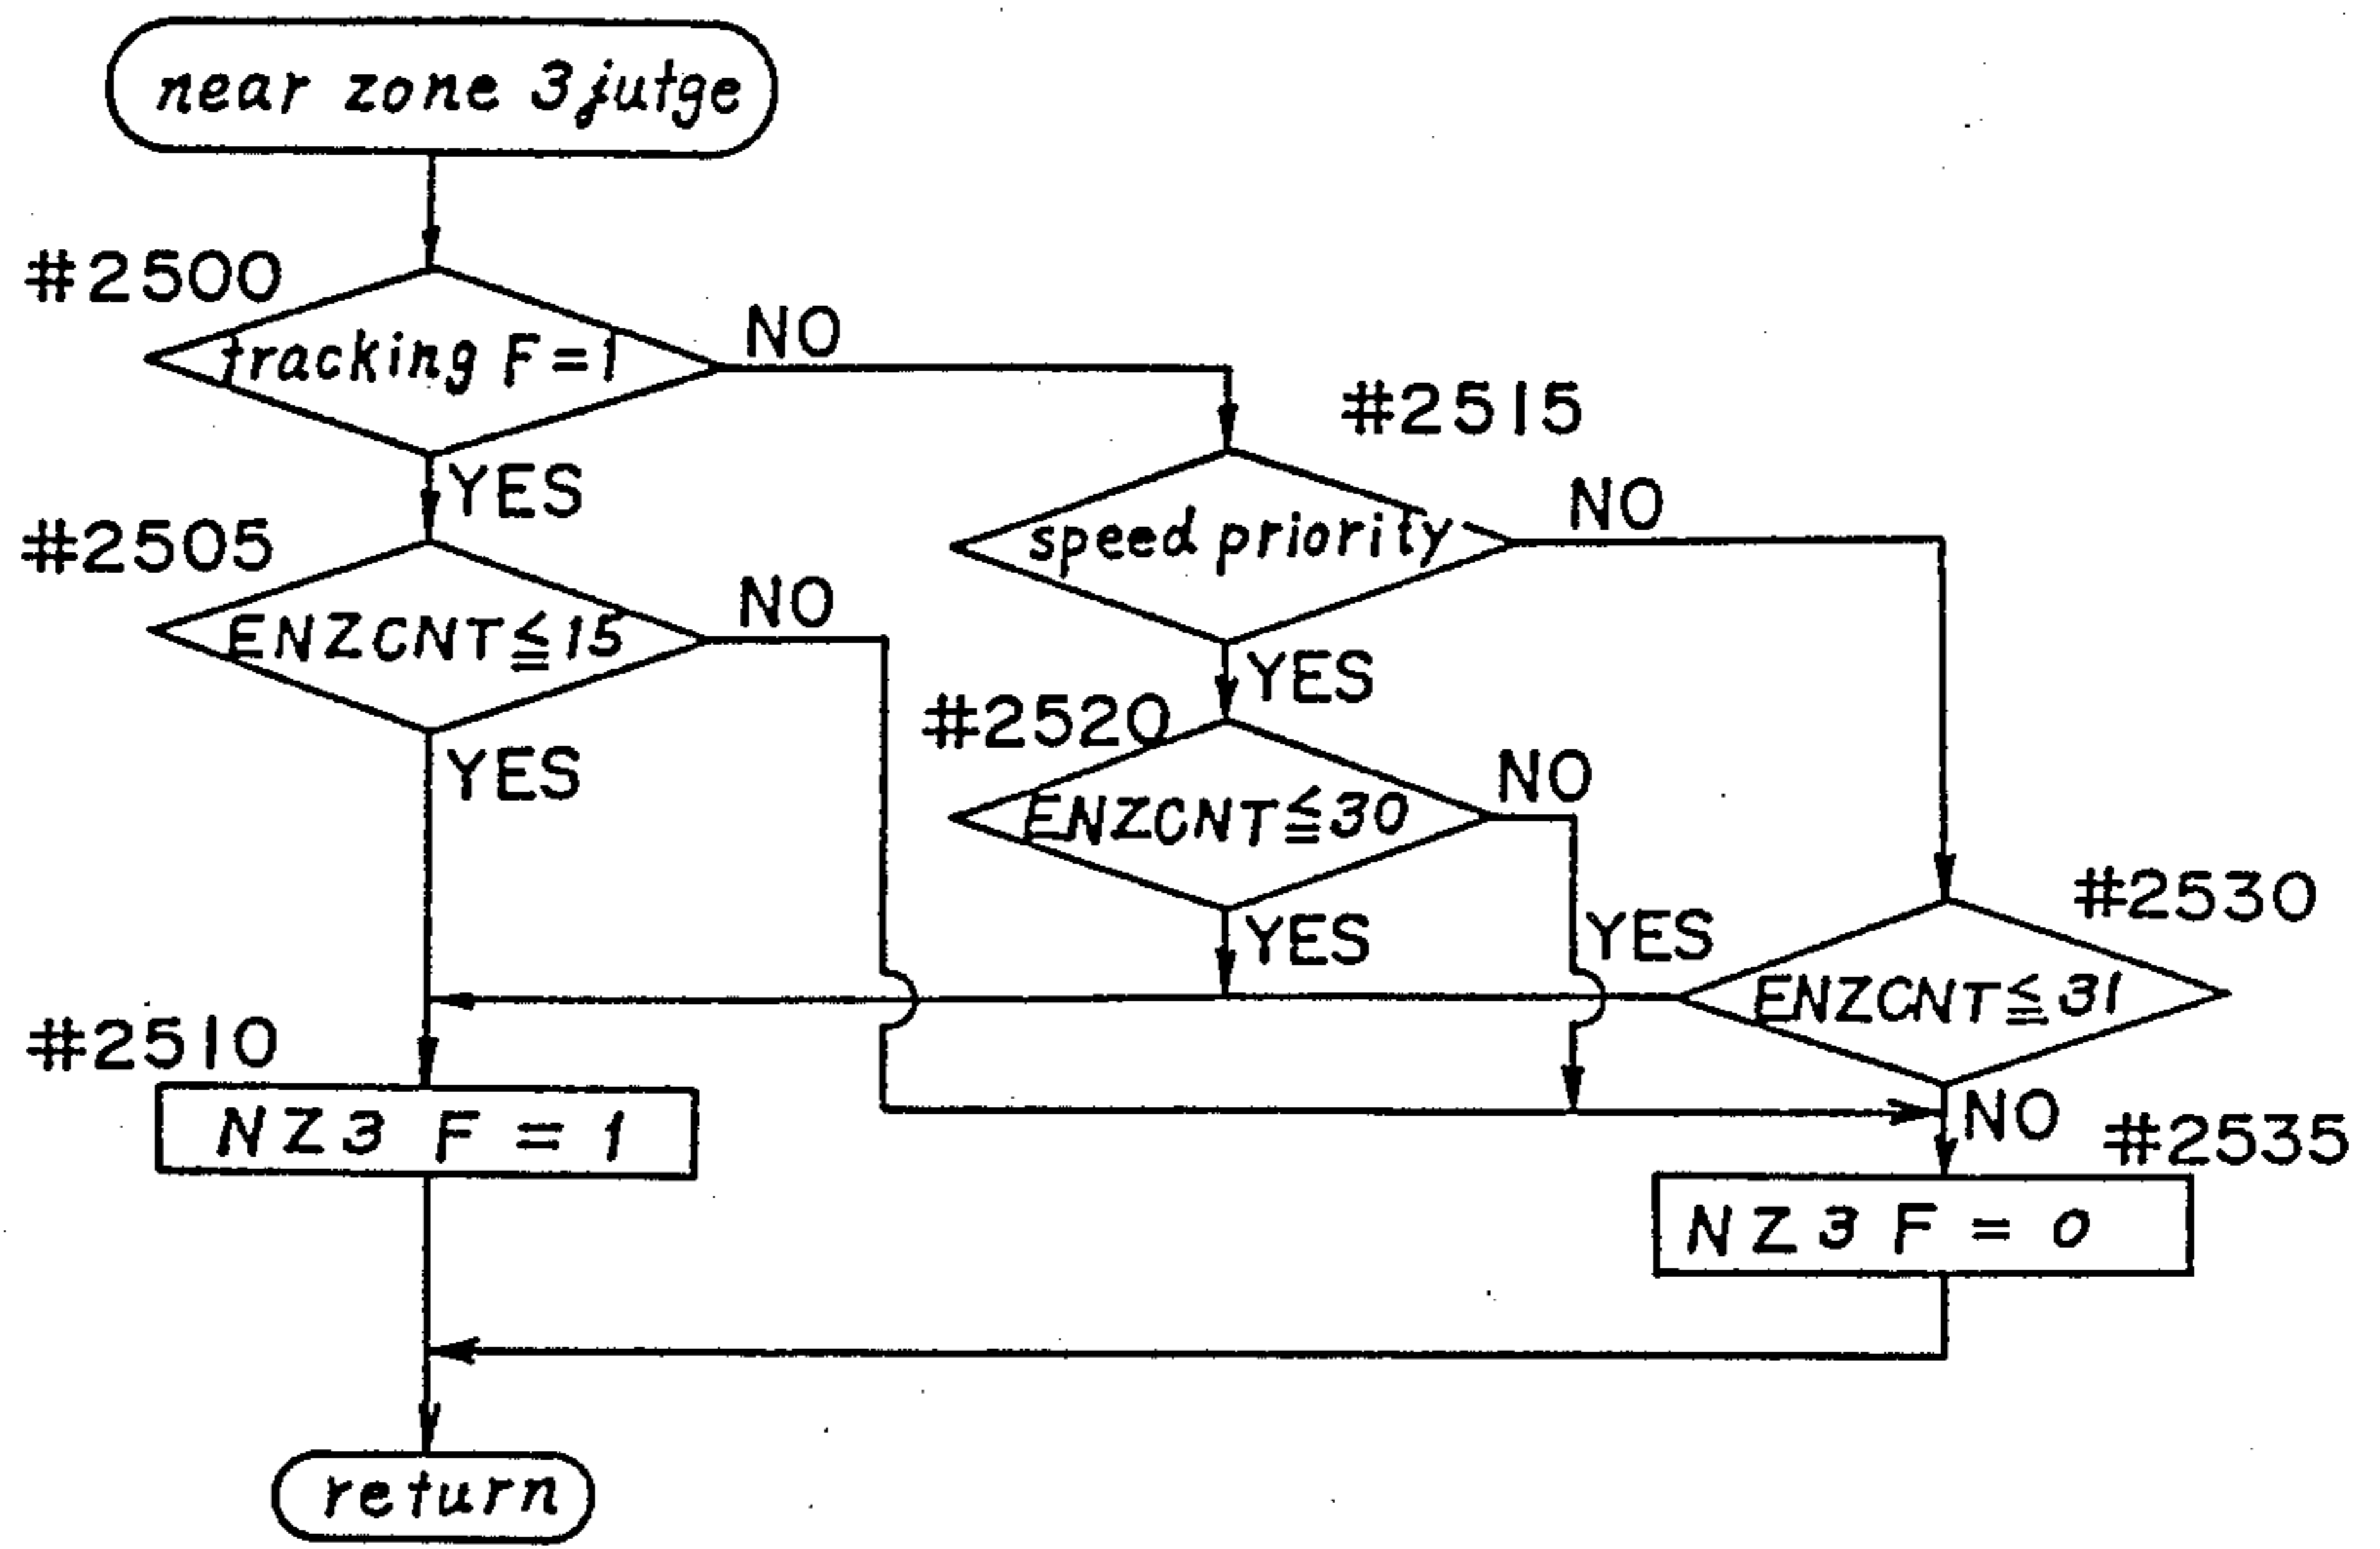 near zone 3 jutge
#2500
tracking F=1
NO
YES
#2515
speed priority
NO
YES
#2505
ENZCNT≦15
NO
YES
#2520
ENZCNT≦30
NO
YES
#2530
ENZCNT≦31
YES
NO
#2510
NZ3 F = 1
#2535
NZ3 F = 0
return